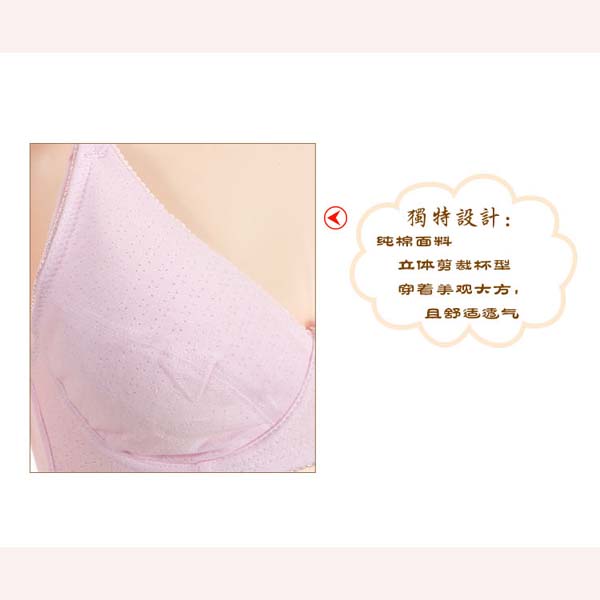 獨特設計：
纯棉面料
立体剪裁杯型
穿着美观大方，
且舒适透气